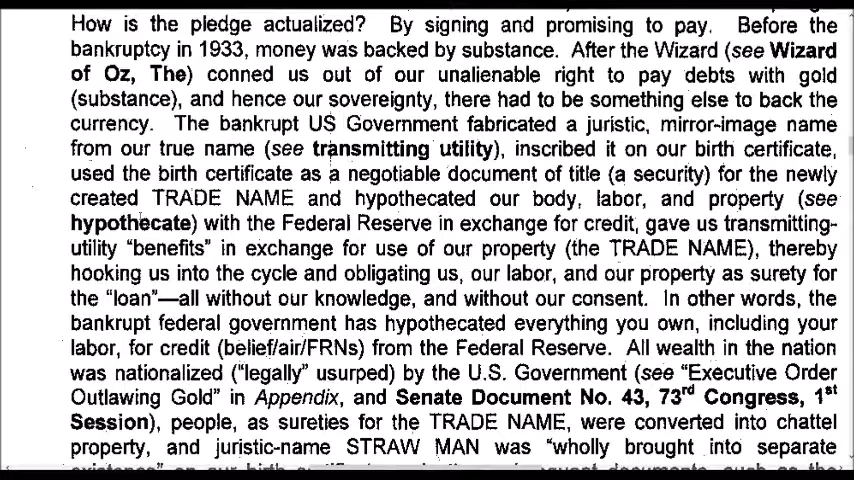 How is the pledge actualized? By signing and promising to pay. Before the
bankruptcy in 1933, money was backed by substance. After the Wizard (see Wizard
of Oz, The) conned us out of our unalienable right to pay debts with gold
(substance), and hence our sovereignty, there had to be something else to back the
currency. The bankrupt US Government fabricated a juristic, mirror-image name
from our true name (see transmitting utility), inscribed it on our birth certificate,
used the birth certificate as a negotiable document of title (a security) for the newly
created TRADE NAME and hypothecated our body, labor, and property (see
hypothecate) with the Federal Reserve in exchange for credit, gave us transmitting-
utility “benefits” in exchange for use of our property (the TRADE NAME), thereby
hooking us into the cycle and obligating us, our labor, and our property as surety for
the “loan”—all without our knowledge, and without our consent. In other words, the
bankrupt federal government has hypothecated everything you own, including your
labor, for credit (belief/air/FRNs) from the Federal Reserve. All wealth in the nation
was nationalized (“legally” usurped) by the U.S. Government (see “Executive Order
Outlawing Gold” in Appendix, and Senate Document No. 43, 73rd Congress, 1st
Session), people, as sureties for the TRADE NAME, were converted into chattel
property, and juristic-name STRAW MAN was “wholly brought into separate